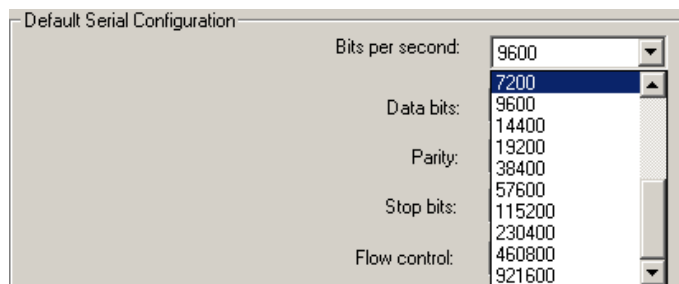 Default Serial Configuration
Bits per second: 9600
7200
9600
Data bits:
14400
19200
Parity:
38400
57600
Stop bits:
115200
230400
Flow control:
460800
921600